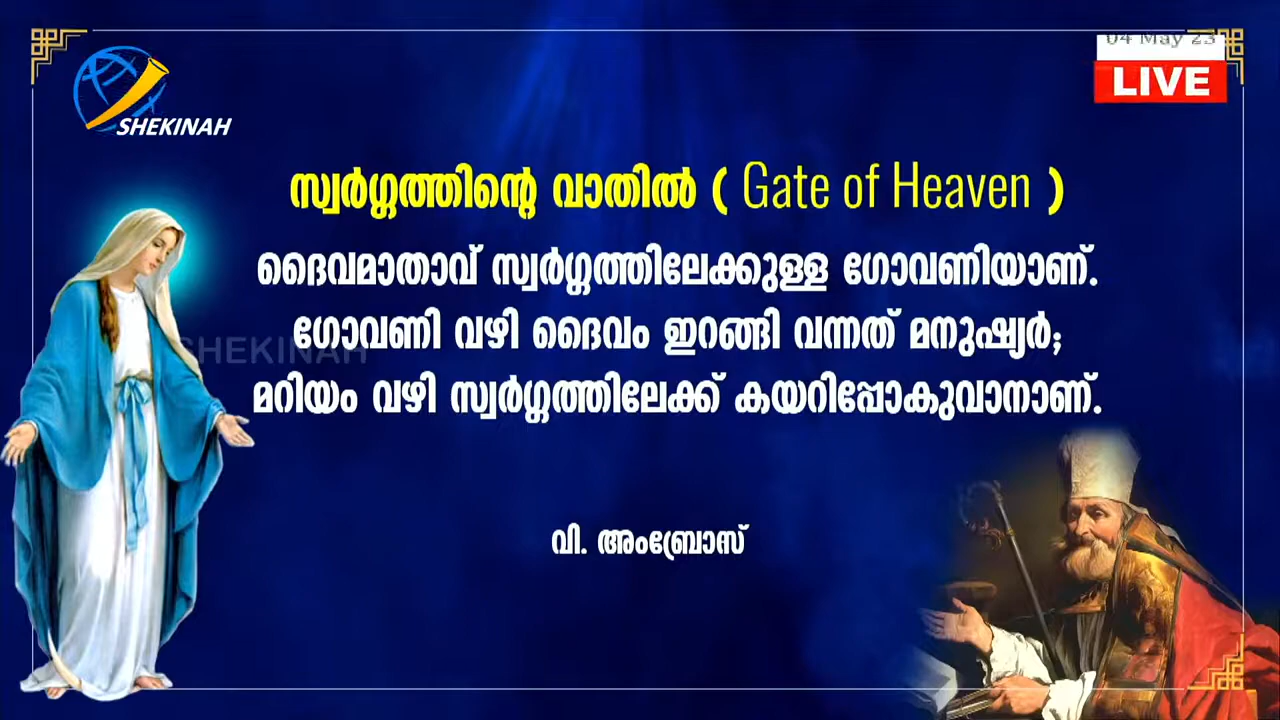 04 May 23
LIVE
SHEKINAH
സ്വർഗ്ഗത്തിന്റെ വാതിൽ ( Gate of Heaven )
ദൈവമാതാവ് സ്വർഗ്ഗത്തിലേക്കുള്ള ഗോവണിയാണ്.
ഗോവണി വഴി ദൈവം ഇറങ്ങി വന്നത് മനുഷ്യർ;
SHEKINAH
മറിയം വഴി സ്വർഗ്ഗത്തിലേക്ക് കയറിപ്പോകുവാനാണ്.
വി. അംബ്രോസ്